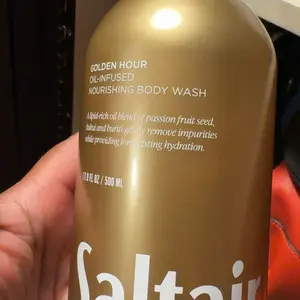 GOLDEN HOUR
OIL-INFUSED
NOURISHING BODY WASH
A lipid-rich oil blend of passion fruit seed,
bahai and buriti gently remove impurities
while providing long-lasting hydration.
17.0 FL OZ / 500 ML
Saltair